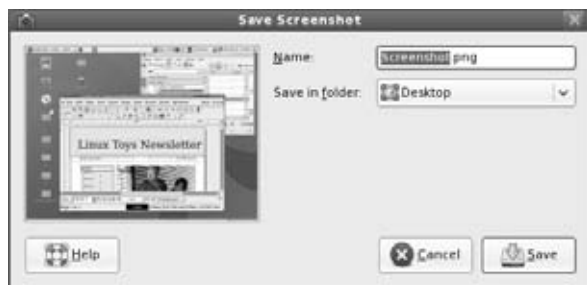 Save Screenshot
Name: Screenshot.png
Save in folder: Desktop
Linux Toys Newsletter
Help
Cancel
Save